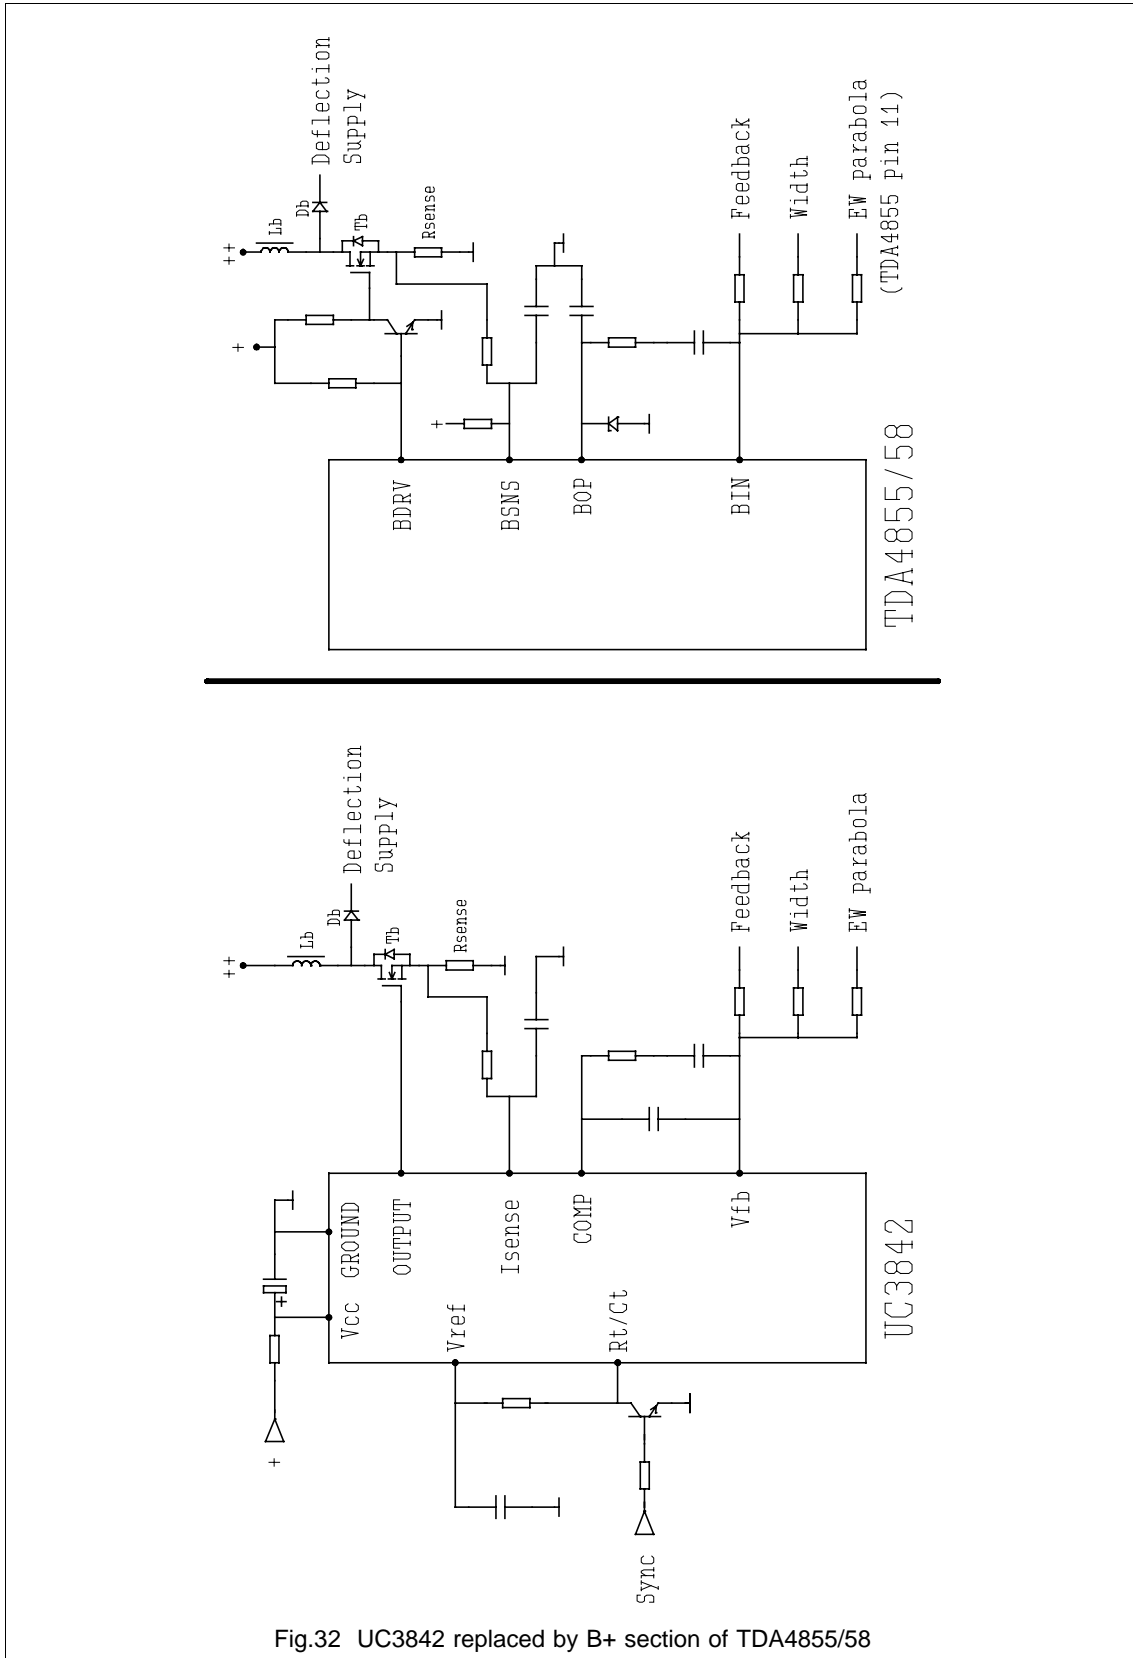 ++
Lb
Db
Deflection
Supply
Tb
Rsense
+
+
BDRV
BSNS
BOP
BIN
Feedback
Width
EW parabola
(TDA4855 pin 11)
TDA4855/58
++
Lb
Db
Deflection
Supply
Tb
Rsense
+
+
Vcc
GROUND
OUTPUT
Isense
COMP
Vfb
Vref
Rt/Ct
Sync
Feedback
Width
EW parabola
UC3842
Fig.32 UC3842 replaced by B+ section of TDA4855/58